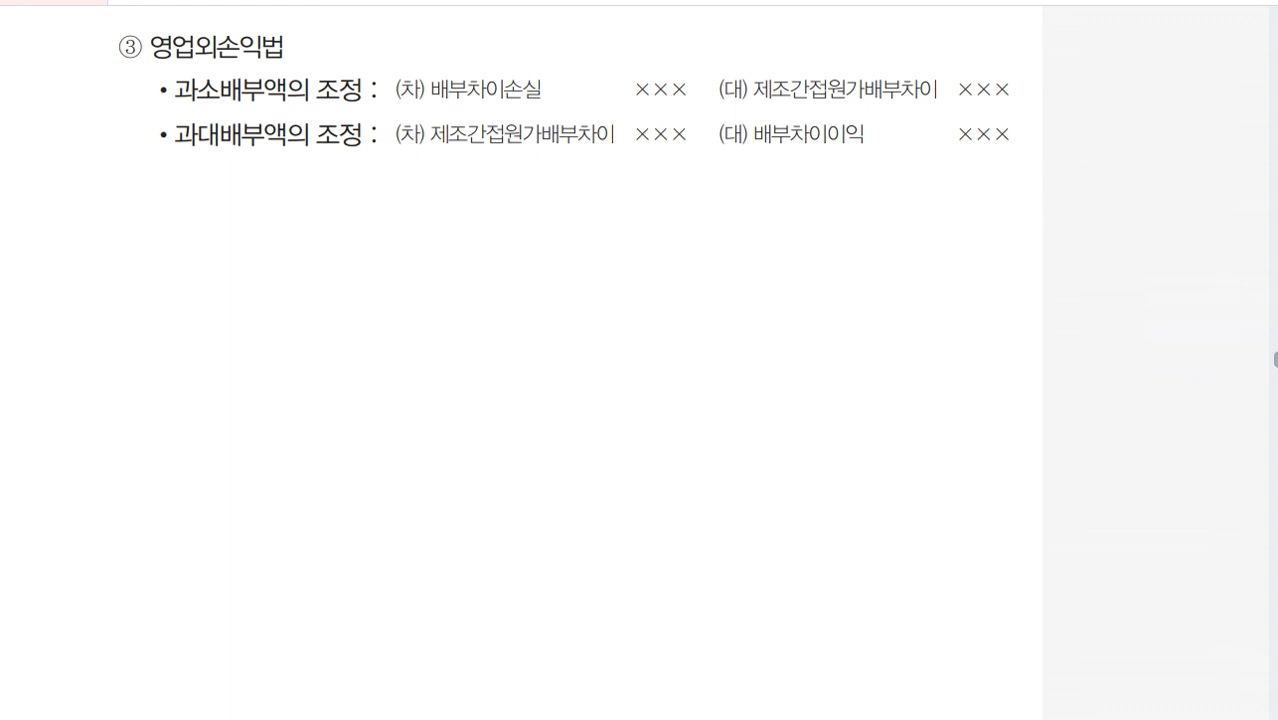 ③ 영업외손익법
• 과소배부액의 조정 : (차) 배부차이손실 ××× (대) 제조간접원가배부차이 ×××
• 과대배부액의 조정 : (차) 제조간접원가배부차이 ××× (대) 배부차이이익 ×××